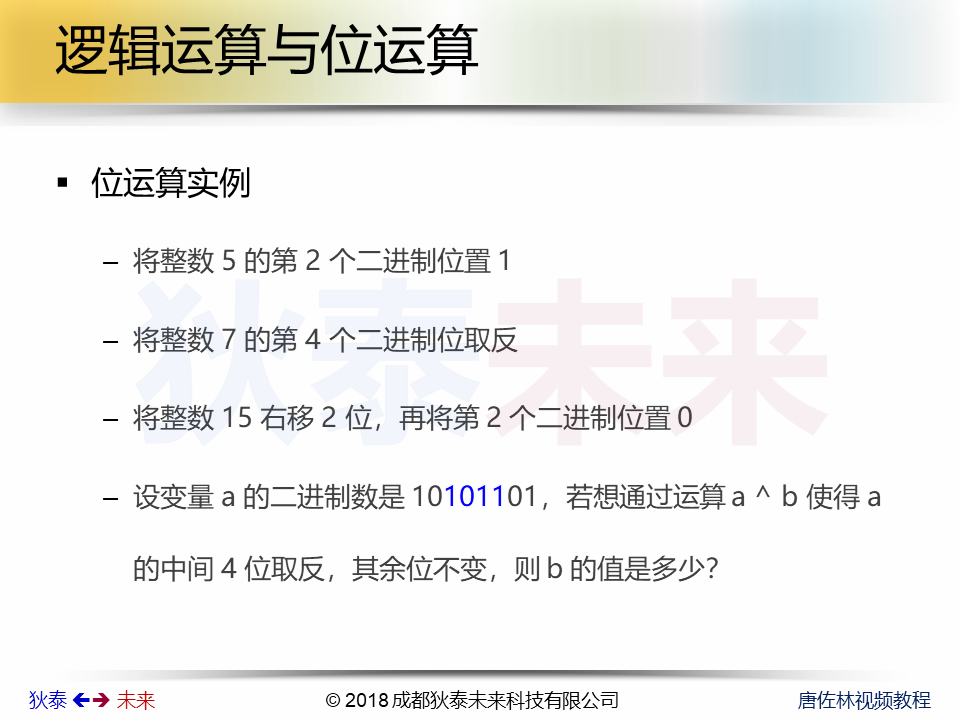 逻辑运算与位运算
位运算实例
– 将整数 5 的第 2 个二进制位置 1
– 将整数 7 的第 4 个二进制位取反
– 将整数 15 右移 2 位，再将第 2 个二进制位置 0
– 设变量 a 的二进制数是 10101101，若想通过运算 a ^ b 使得 a
的中间 4 位取反，其余位不变，则 b 的值是多少？
狄泰未来
狄泰 未来
© 2018 成都狄泰未来科技有限公司
唐佐林视频教程